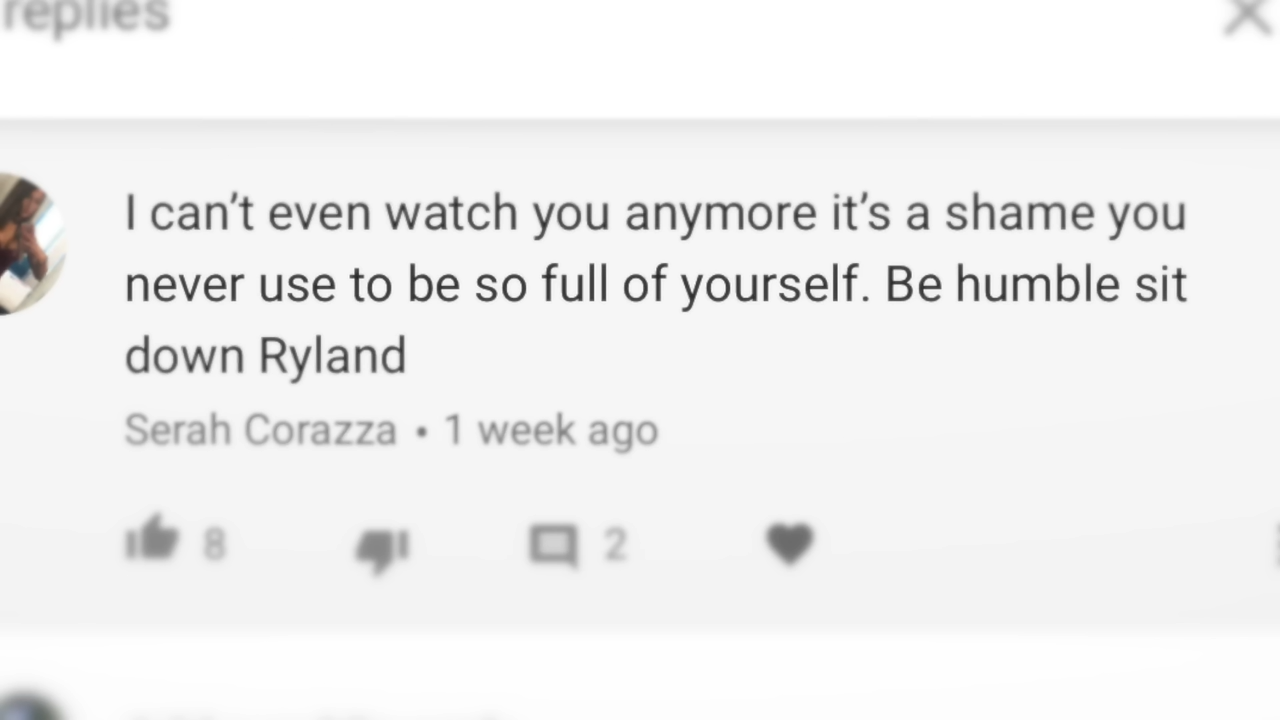 replies
I can’t even watch you anymore it’s a shame you
never use to be so full of yourself. Be humble sit
down Ryland
Serah Corazza • 1 week ago
8 2